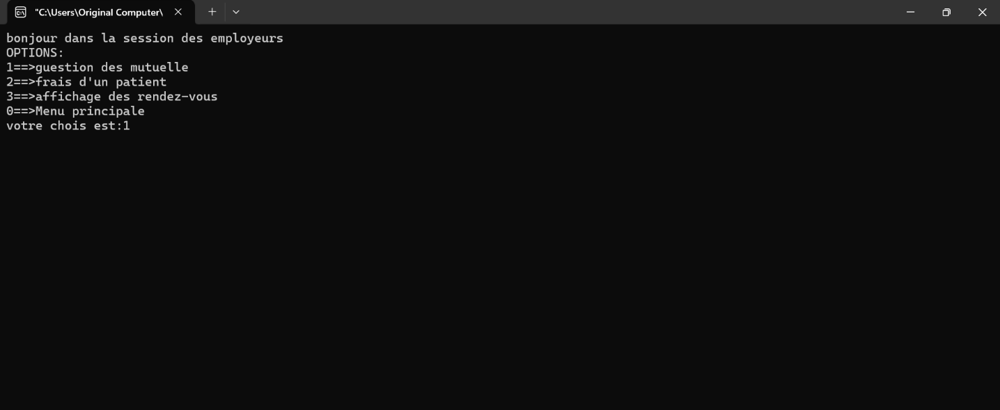 "C:\Users\Original Computer\
bonjour dans la session des employeurs
OPTIONS:
1==>guestion des mutuelle
2==>frais d'un patient
3==>affichage des rendez-vous
0==>Menu principale
votre chois est:1